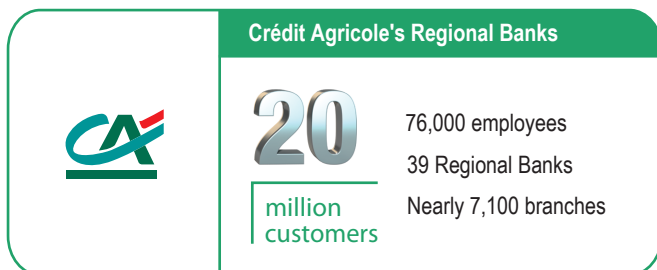 Crédit Agricole's Regional Banks
CA
20
million
customers
76,000 employees
39 Regional Banks
Nearly 7,100 branches